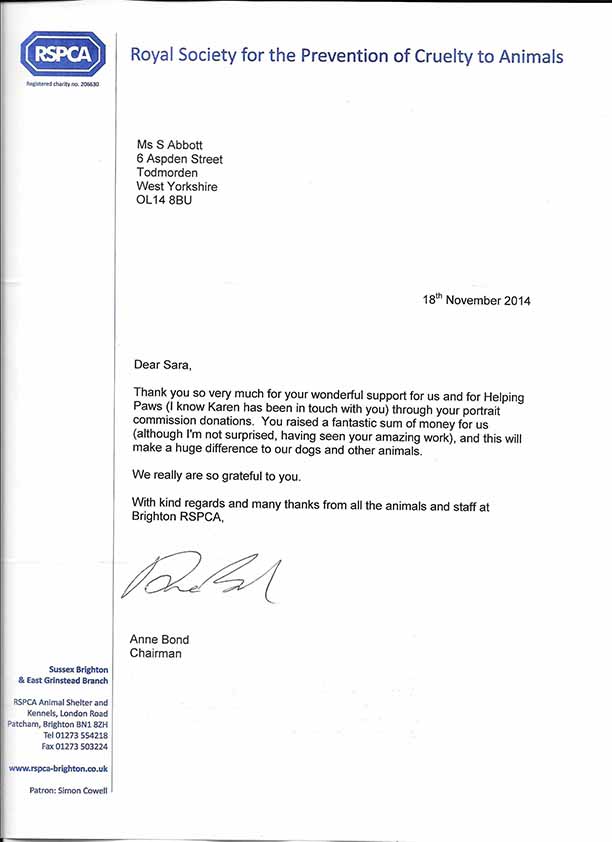 RSPCA
Registered charity no. 206630
Royal Society for the Prevention of Cruelty to Animals
Ms S Abbott
6 Aspden Street
Todmorden
West Yorkshire
OL14 8BU
18th November 2014
Dear Sara,
Thank you so very much for your wonderful support for us and for Helping
Paws (I know Karen has been in touch with you) through your portrait
commission donations.  You raised a fantastic sum of money for us
(although I'm not surprised, having seen your amazing work), and this will
make a huge difference to our dogs and other animals.
We really are so grateful to you.
With kind regards and many thanks from all the animals and staff at
Brighton RSPCA,
Anne Bond
Anne Bond
Chairman
Sussex Brighton
& East Grinstead Branch
RSPCA Animal Shelter and
Kennels, London Road
Patcham, Brighton BN1 8ZH
Tel 01273 554218
Fax 01273 503224
www.rspca-brighton.co.uk
Patron: Simon Cowell